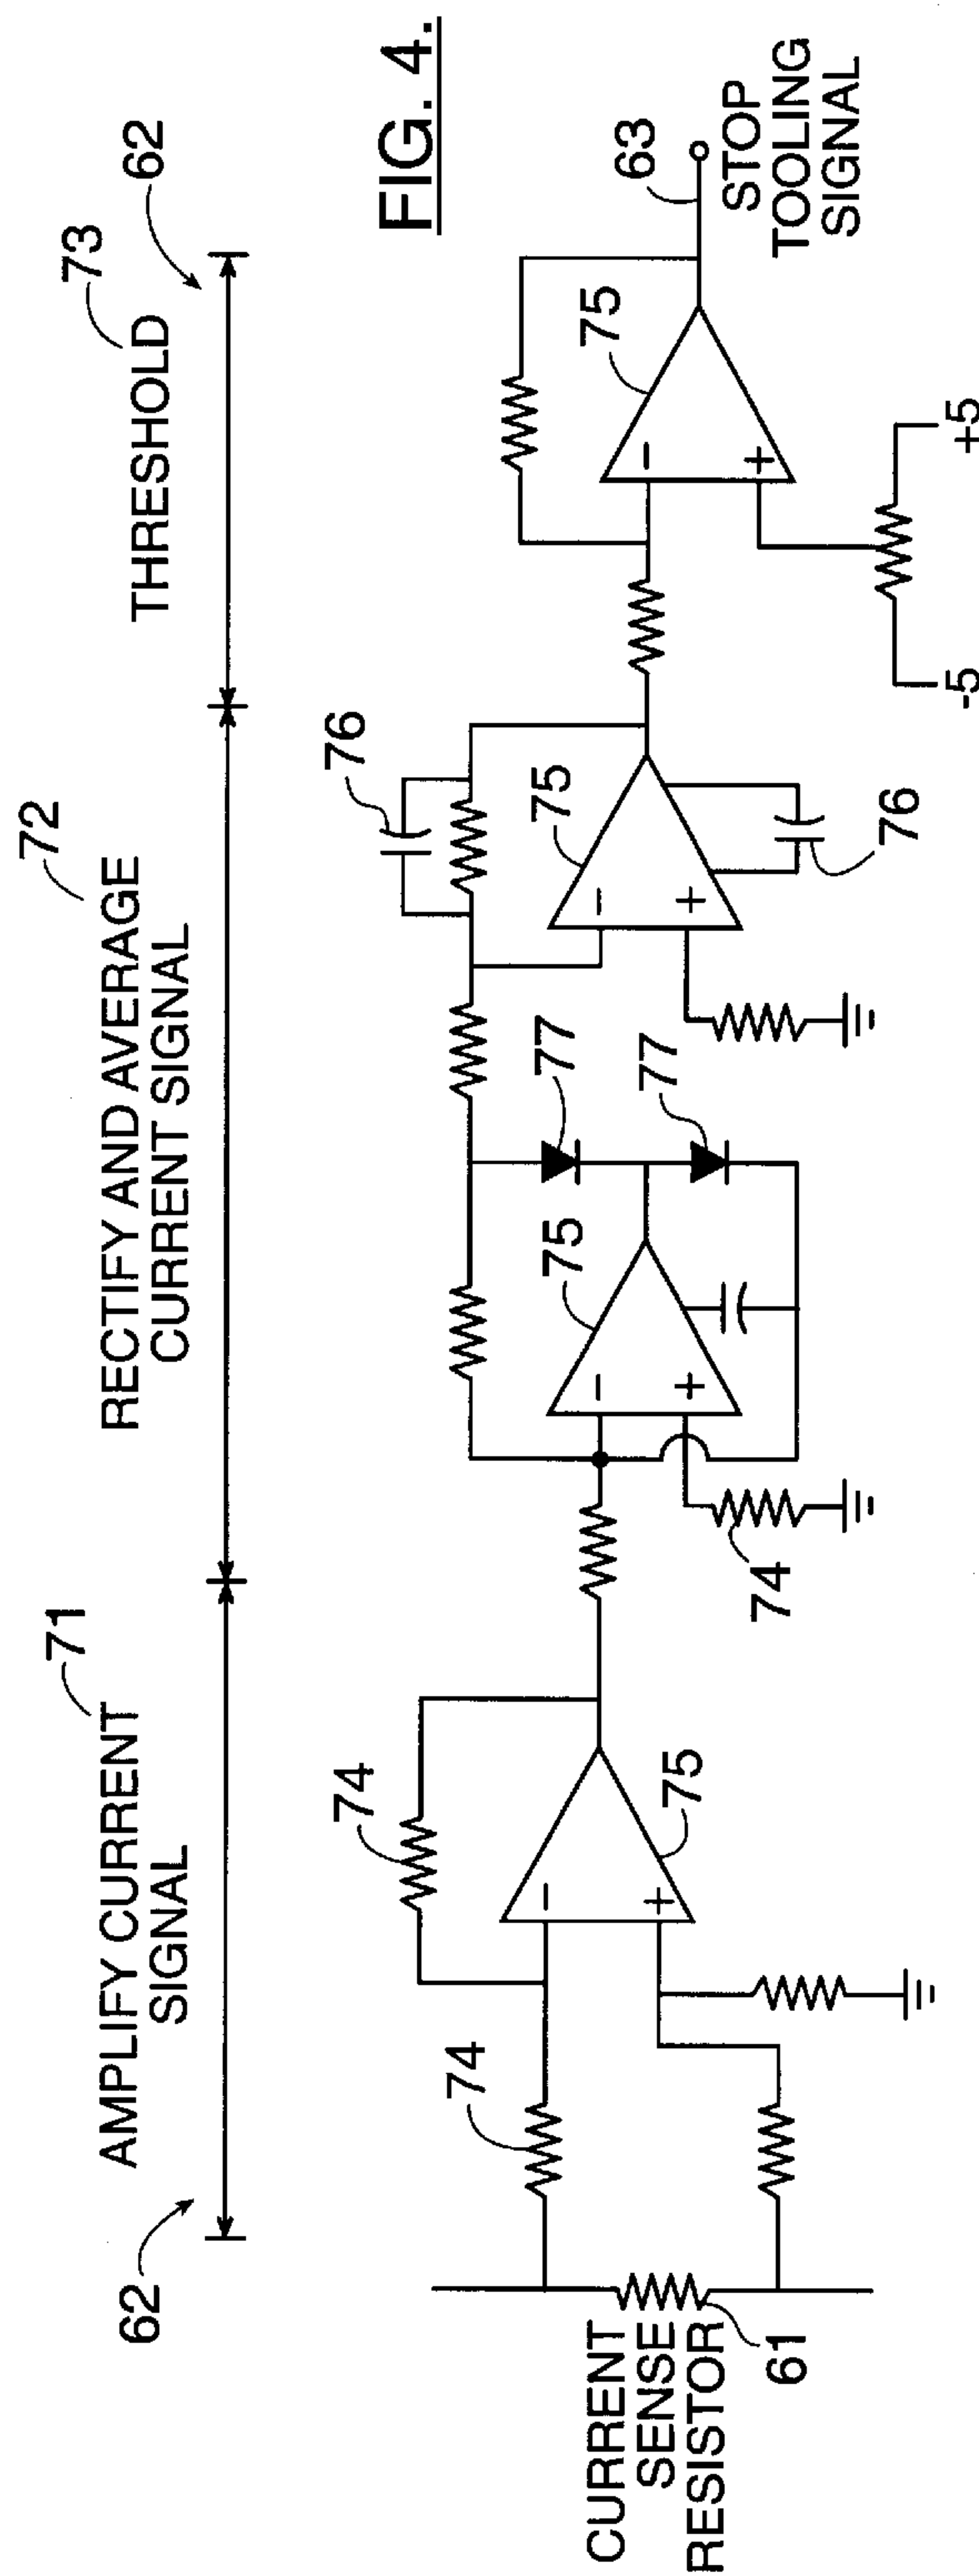 FIG. 4.
62
71
AMPLIFY CURRENT
SIGNAL
72
RECTIFY AND AVERAGE
CURRENT SIGNAL
73
THRESHOLD
62
CURRENT
SENSE
RESISTOR
61
74
74
-
+
75
74
-
+
75
77
77
76
-
+
75
76
-
+
75
-5
+5
63
STOP
TOOLING
SIGNAL